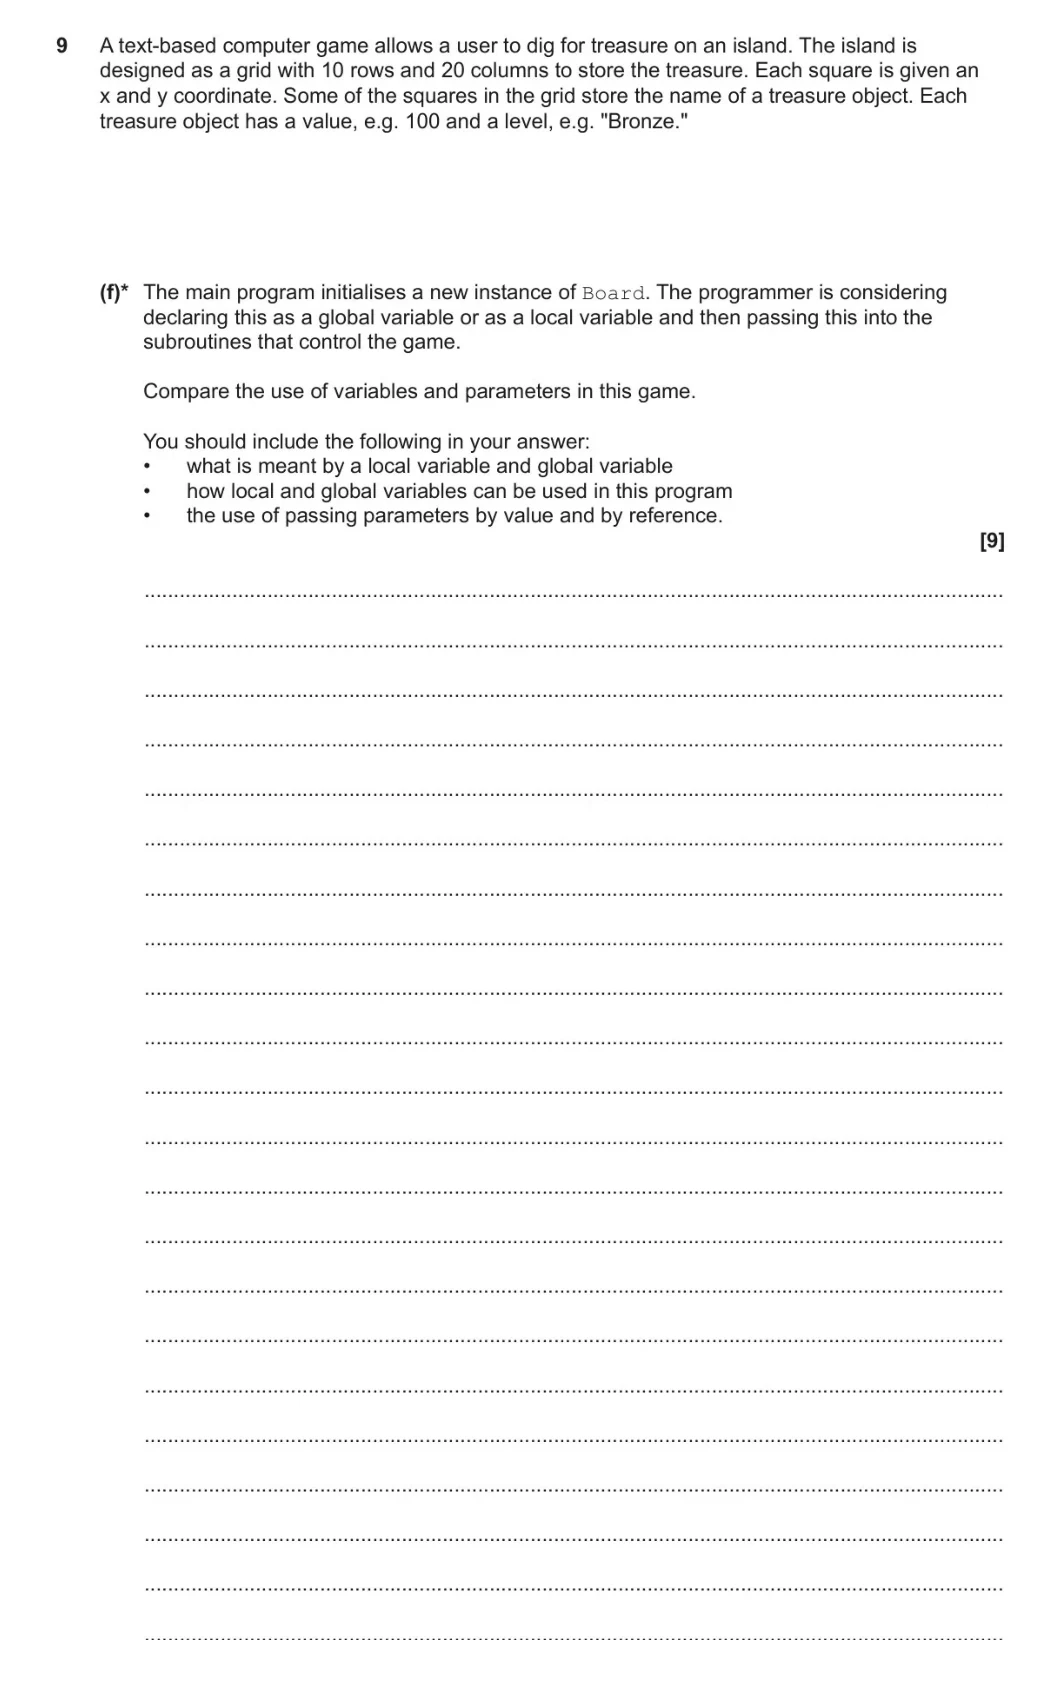 9 A text-based computer game allows a user to dig for treasure on an island. The island is
designed as a grid with 10 rows and 20 columns to store the treasure. Each square is given an
x and y coordinate. Some of the squares in the grid store the name of a treasure object. Each
treasure object has a value, e.g. 100 and a level, e.g. "Bronze."
(f)* The main program initialises a new instance of Board. The programmer is considering
declaring this as a global variable or as a local variable and then passing this into the
subroutines that control the game.
Compare the use of variables and parameters in this game.
You should include the following in your answer:
• what is meant by a local variable and global variable
• how local and global variables can be used in this program
• the use of passing parameters by value and by reference.
[9]